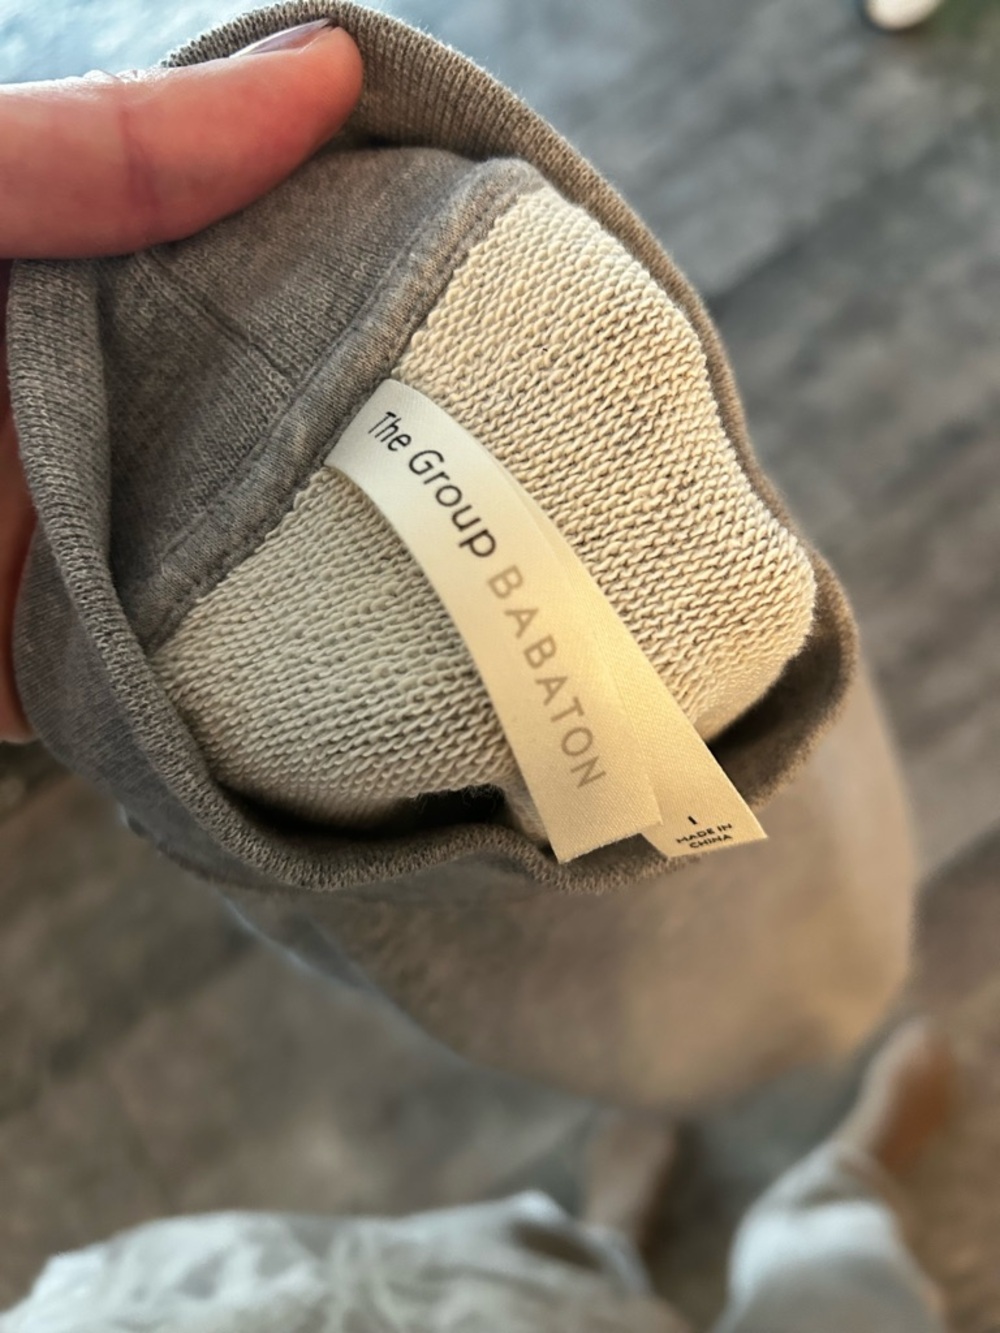 The Group BABATON
1
MADE IN
CHINA